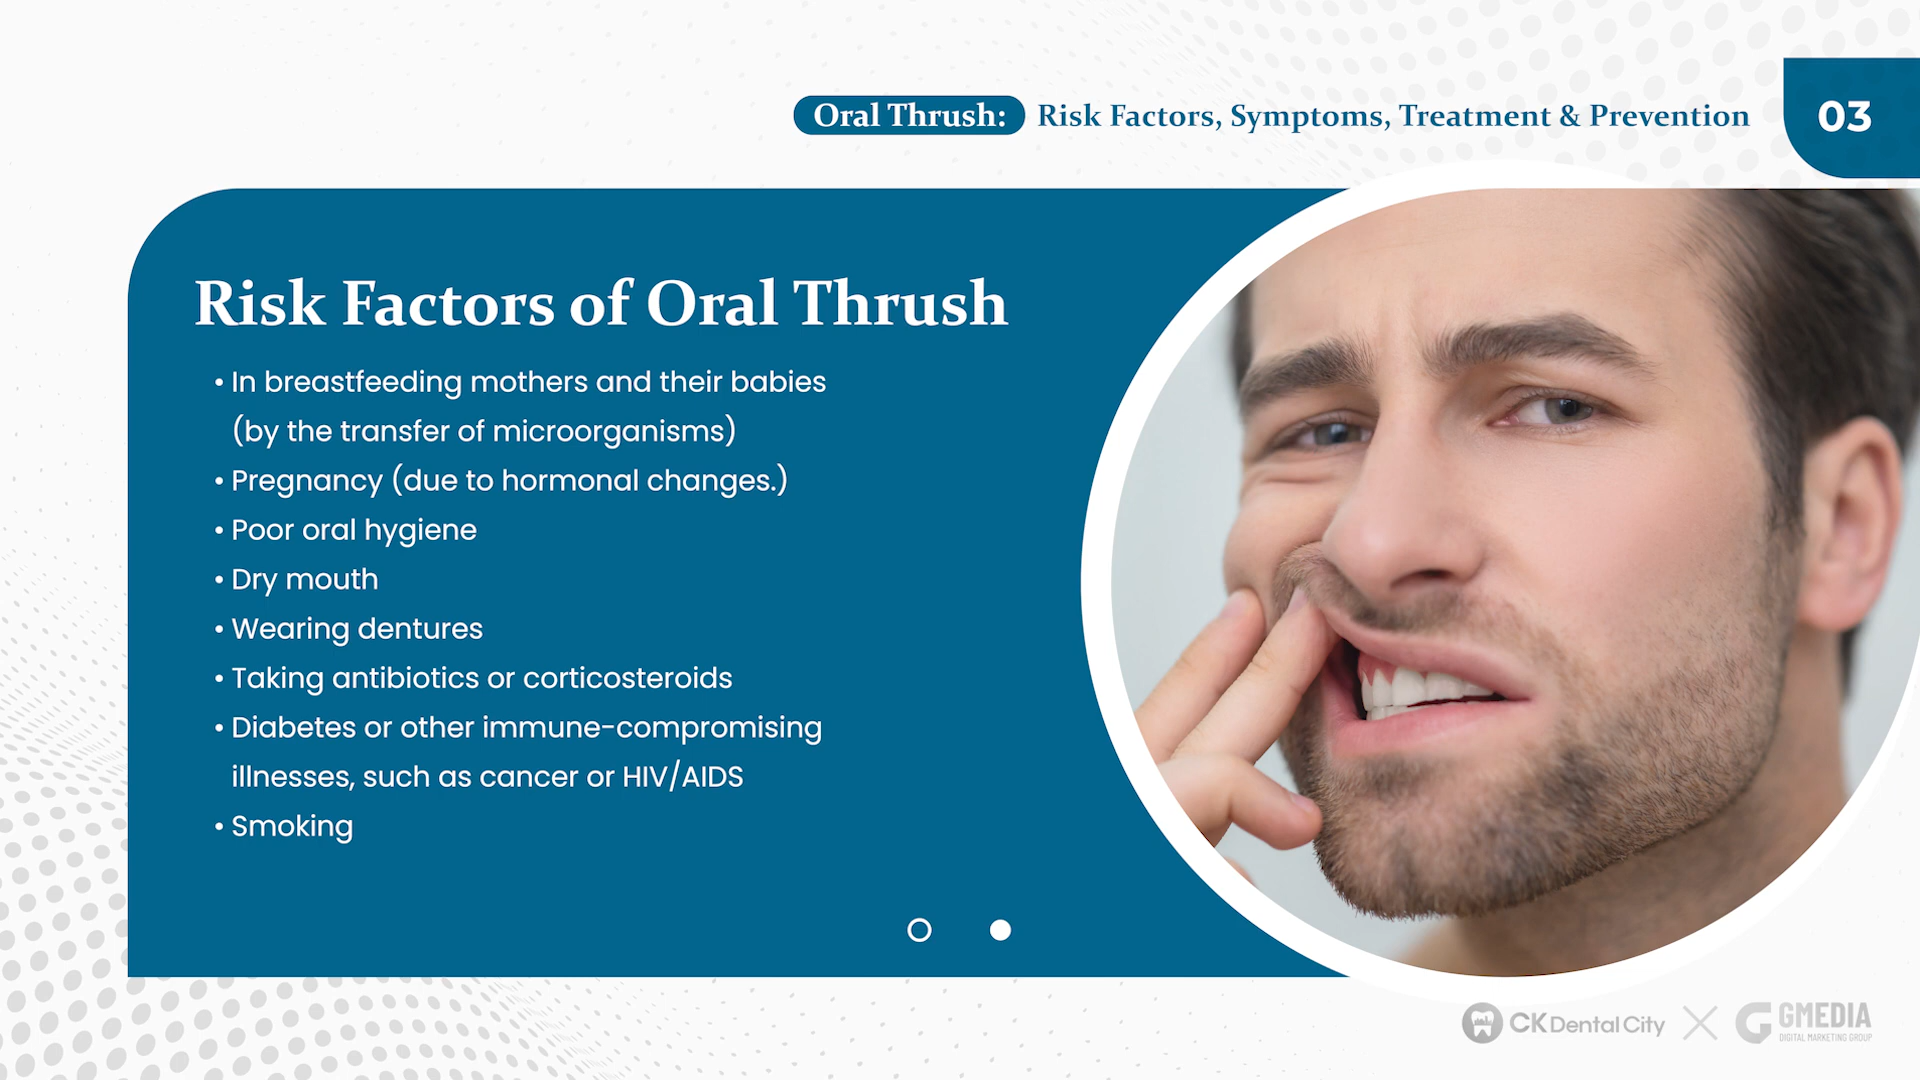 Oral Thrush: Risk Factors, Symptoms, Treatment & Prevention
03
Risk Factors of Oral Thrush
• In breastfeeding mothers and their babies
(by the transfer of microorganisms)
• Pregnancy (due to hormonal changes.)
• Poor oral hygiene
• Dry mouth
• Wearing dentures
• Taking antibiotics or corticosteroids
• Diabetes or other immune-compromising
illnesses, such as cancer or HIV/AIDS
• Smoking
CK Dental City
GMEDIA
DIGITAL MARKETING GROUP